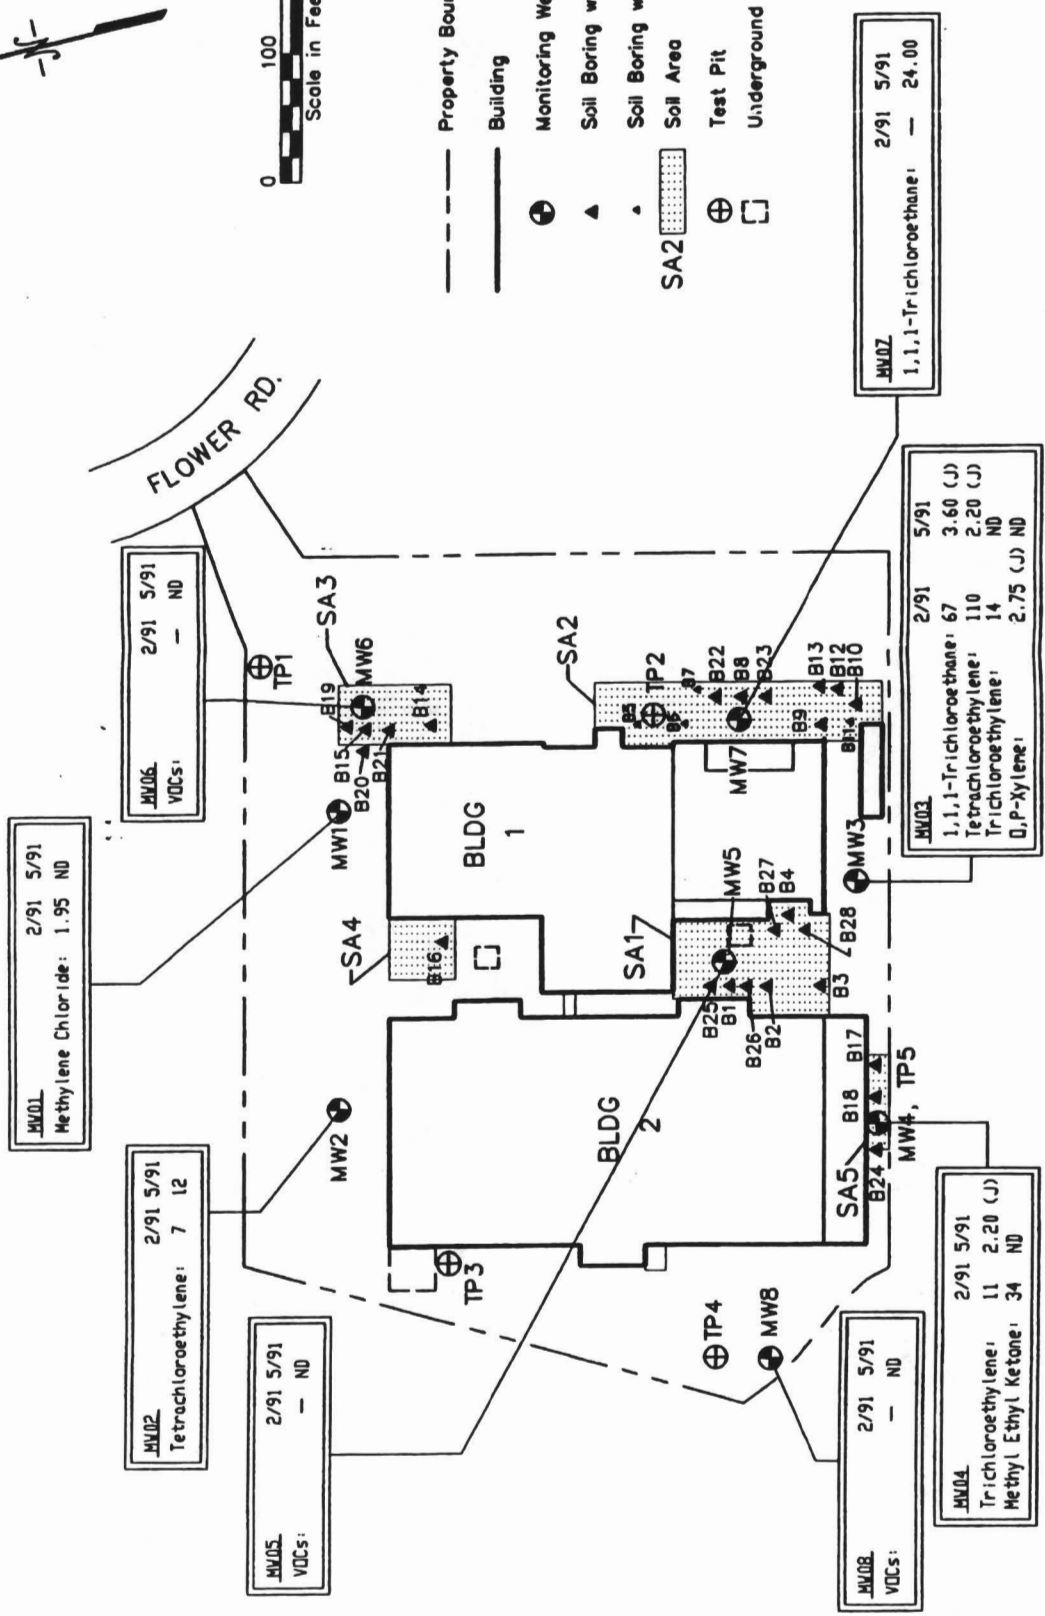 -N-
0 100
Scale in Fee
Property Boun
Building
Monitoring We
Soil Boring w
Soil Boring w
SA2 Soil Area
Test Pit
Underground
FLOWER RD.
MW01 2/91 5/91
Methylene Chloride: 1.95 ND
MW02 2/91 5/91
Tetrachloroethylene: 7 12
MW05 2/91 5/91
VOCs: — ND
MW06 2/91 5/91
VOCs: — ND
MW2
MW1
TP1
B19
SA3
B15
MW6
B20
B21
B14
TP3
SA4
B16
BLDG
1
BLDG
2
SA2
B5
TP2
B7
B6
B22
B8
B23
MW7
B9
B13
B12
B10
B11
SA1
MW5
B27
B4
B28
B25
B1
B26
B2
B3
MW3
TP4
MW8
SA5
B24
B18
B17
MW4, TP5
MW08 2/91 5/91
VOCs: — ND
MW04 2/91 5/91
Trichloroethylene: 11 2.20 (J)
Methyl Ethyl Ketone: 34 ND
MW03 2/91 5/91
1,1,1-Trichloroethane: 67 3.60 (J)
Tetrachloroethylene: 110 2.20 (J)
Trichloroethylene: 14 ND
O,P-Xylene: 2.75 (J) ND
MW07 2/91 5/91
1,1,1-Trichloroethane: — 24.00